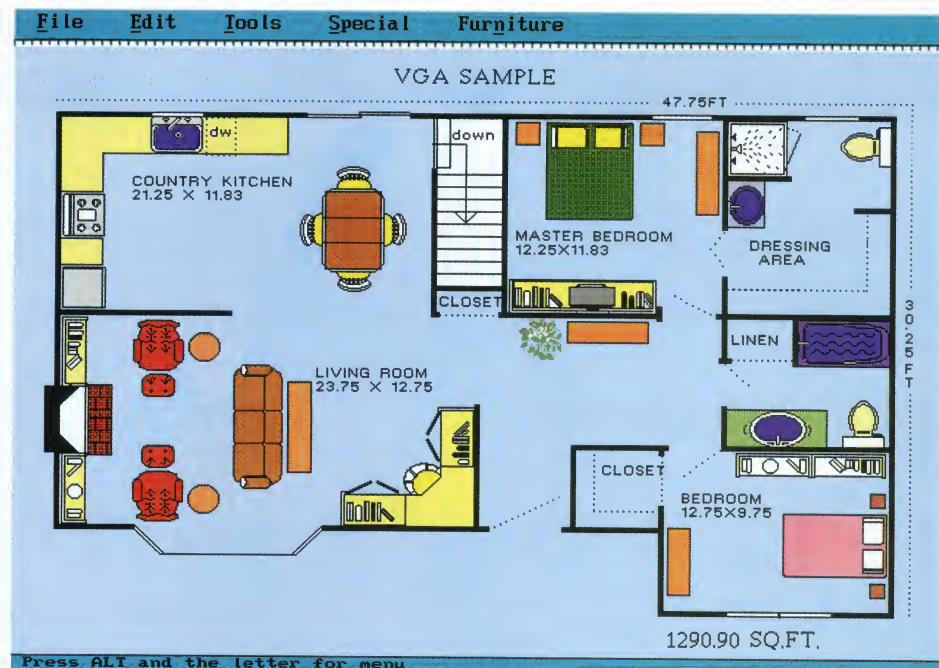 File Edit Tools Special Furniture
VGA SAMPLE
47.75FT
dw
down
COUNTRY KITCHEN
21.25 X 11.83
MASTER BEDROOM
12.25X11.83
DRESSING
AREA
CLOSET
30.25FT
LINEN
LIVING ROOM
23.75 X 12.75
CLOSET
BEDROOM
12.75X9.75
1290.90 SQ.FT.
Press ALT and the letter for menu